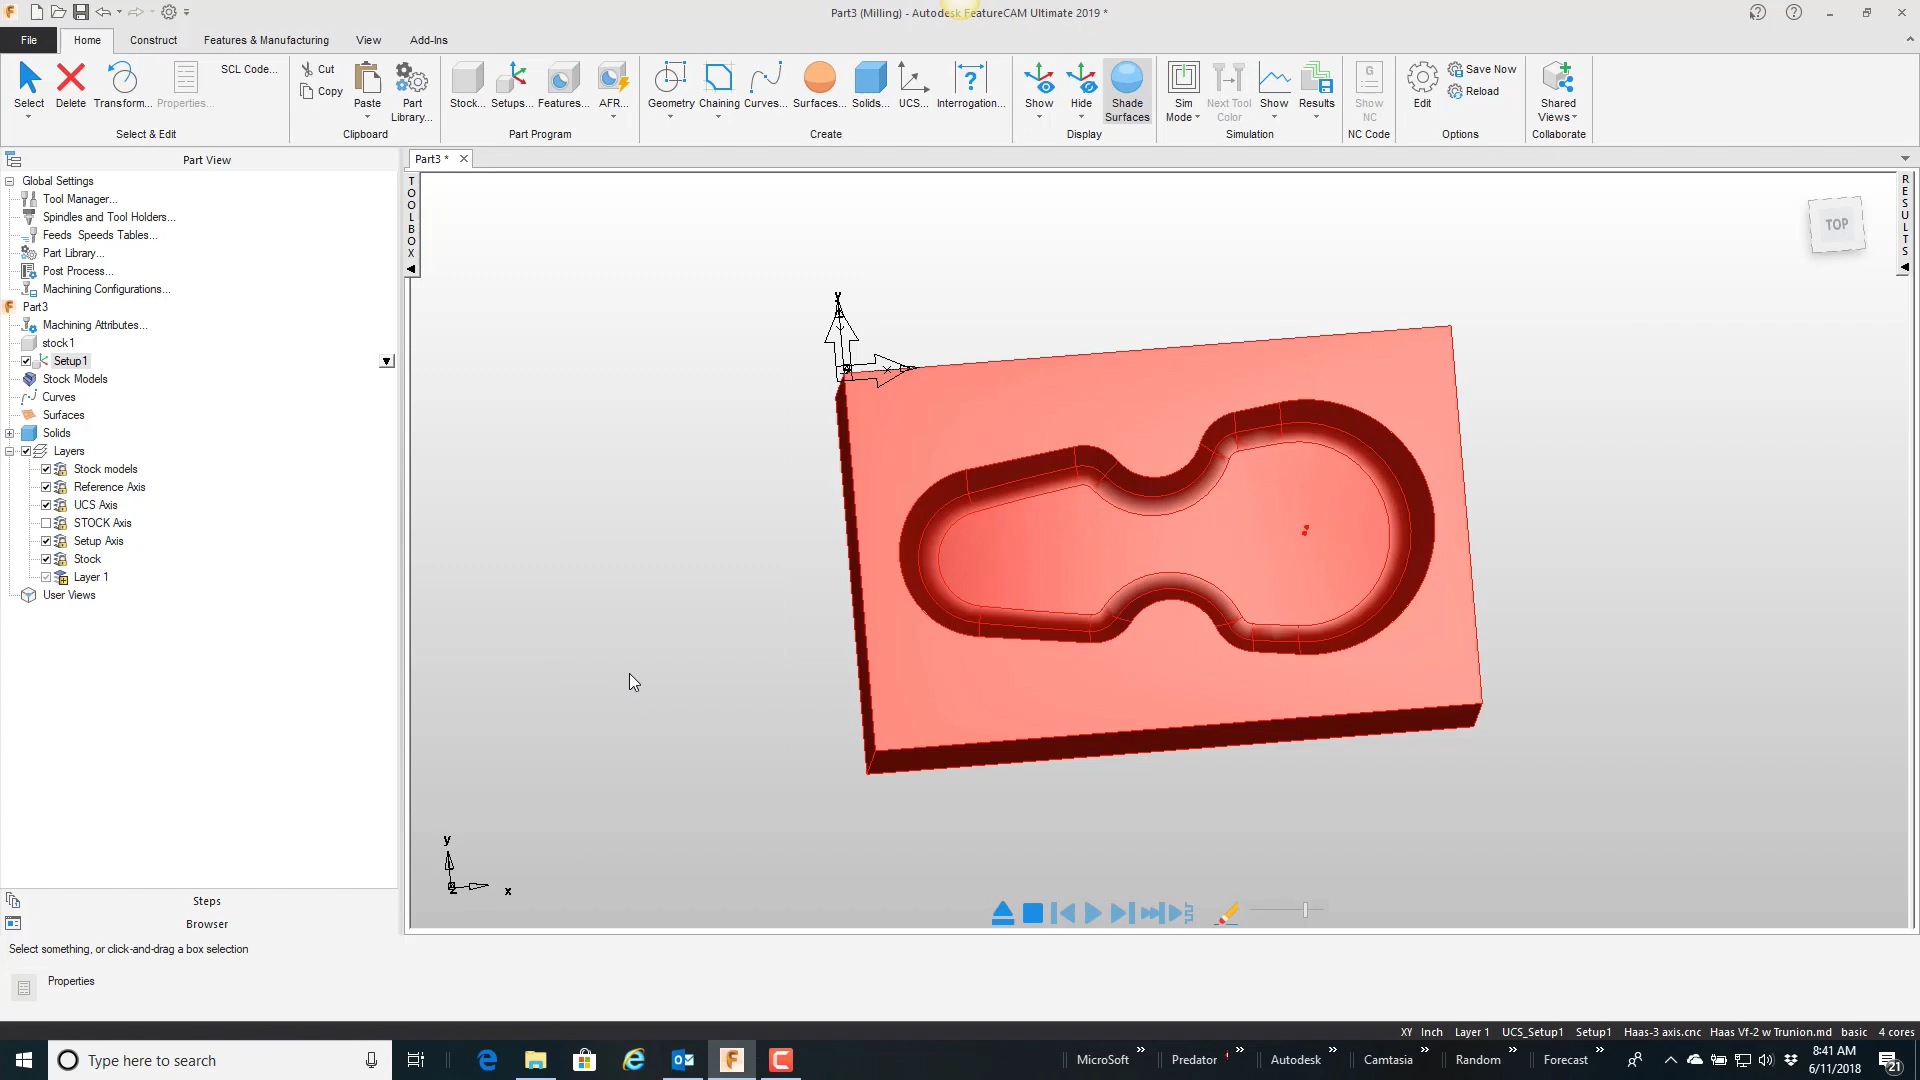 Part3 (Milling) - Autodesk FeatureCAM Ultimate 2019 *
File Home Construct Features & Manufacturing View Add-Ins
Select
Delete
Transform...
Properties...
SCL Code...
Select & Edit
Cut
Copy
Paste
Part Library...
Clipboard
Stock...
Setups...
Features...
AFR...
Part Program
Geometry
Chaining
Curves...
Surfaces...
Solids...
UCS...
Interrogation...
Create
Show
Hide
Shade Surfaces
Display
Sim Mode
Next Tool Color
Show
Results
Simulation
G
Show NC
NC Code
Edit
Save Now
Reload
Options
Shared Views
Collaborate
Part View
Part3 *
Global Settings
Tool Manager...
Spindles and Tool Holders...
Feeds Speeds Tables...
Part Library...
Post Process...
Machining Configurations...
Part3
Machining Attributes...
stock1
Setup1
Stock Models
Curves
Surfaces
Solids
Layers
Stock models
Reference Axis
UCS Axis
STOCK Axis
Setup Axis
Stock
Layer 1
User Views
TOOLBOX
RESULTS
TOP
Y
X
Z
y
x
z
Steps
Browser
Select something, or click-and-drag a box selection
Properties
XY Inch Layer 1 UCS_Setup1 Setup1 Haas-3 axis.cnc Haas Vf-2 w Trunion.md basic 4 cores
Type here to search
MicroSoft » Predator » Autodesk » Camtasia » Random » Forecast »
8:41 AM
6/11/2018
21